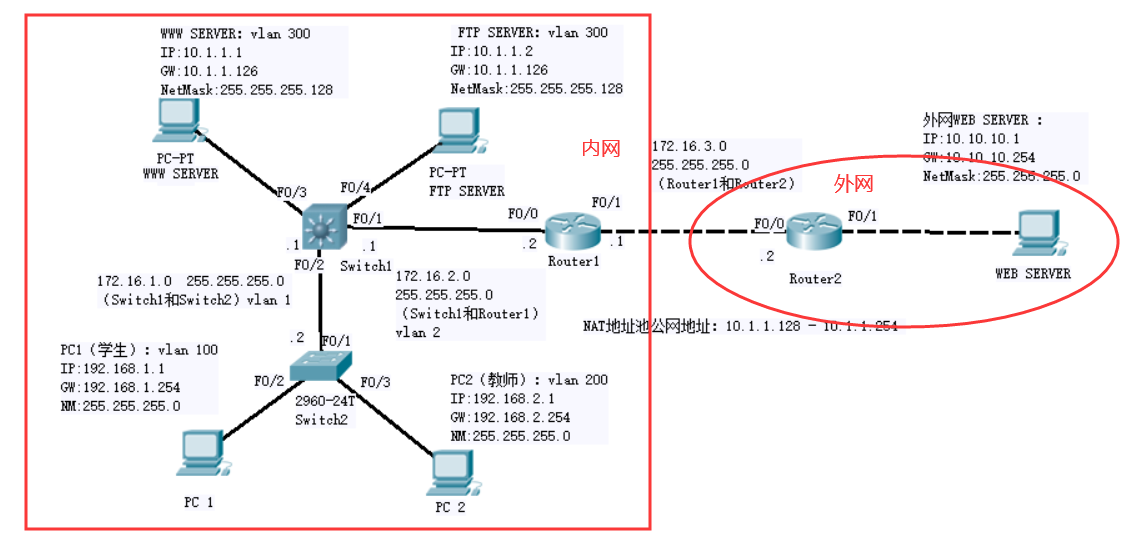 WWW SERVER: vlan 300
IP:10.1.1.1
GW:10.1.1.126
NetMask:255.255.255.128
FTP SERVER: vlan 300
IP:10.1.1.2
GW:10.1.1.126
NetMask:255.255.255.128
PC-PT
WWW SERVER
PC-PT
FTP SERVER
内网
172.16.3.0
255.255.255.0
(Router1和Router2)
外网WEB SERVER :
IP:10.10.10.1
GW:10.10.10.254
NetMask:255.255.255.0
外网
F0/3
F0/4
F0/1
F0/0
F0/1
F0/0
F0/1
.1
.1
.2
.1
.2
F0/2
Switch1
Router1
Router2
WEB SERVER
172.16.1.0 255.255.255.0
(Switch1和Switch2) vlan 1
172.16.2.0
255.255.255.0
(Switch1和Router1)
vlan 2
NAT地址池公网地址: 10.1.1.128 - 10.1.1.254
.2
F0/1
PC1 (学生) : vlan 100
IP:192.168.1.1
GW:192.168.1.254
NM:255.255.255.0
F0/2
F0/3
2960-24T
Switch2
PC2 (教师) : vlan 200
IP:192.168.2.1
GW:192.168.2.254
NM:255.255.255.0
PC 1
PC 2